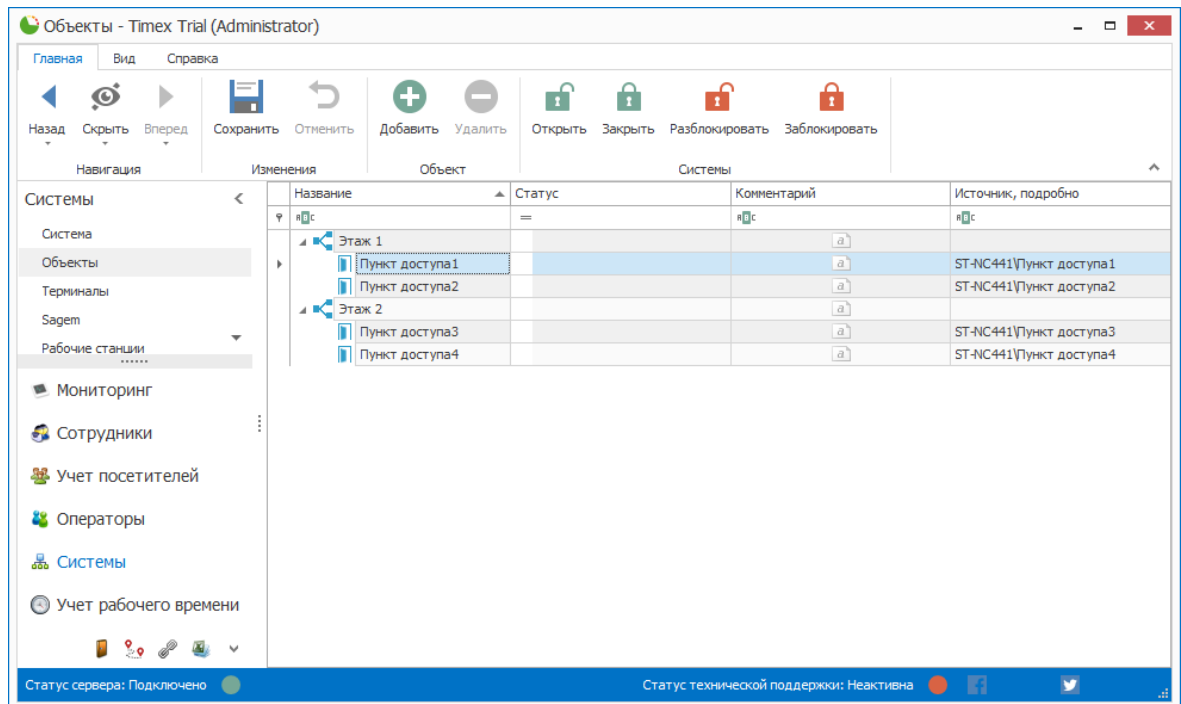 Объекты - Timex Trial (Administrator)
Главная Вид Справка
Назад Скрыть Вперед Сохранить Отменить Добавить Удалить Открыть Закрыть Разблокировать Заблокировать
Навигация Изменения Объект Системы
Системы
Система
Объекты
Терминалы
Sagem
Рабочие станции
Мониторинг
Сотрудники
Учет посетителей
Операторы
Системы
Учет рабочего времени
Название Статус Комментарий Источник, подробно
ABC = ABC ABC
Этаж 1 a
Пункт доступа1 a ST-NC441\Пункт доступа1
Пункт доступа2 a ST-NC441\Пункт доступа2
Этаж 2 a
Пункт доступа3 a ST-NC441\Пункт доступа3
Пункт доступа4 a ST-NC441\Пункт доступа4
Статус сервера: Подключено Статус технической поддержки: Неактивна